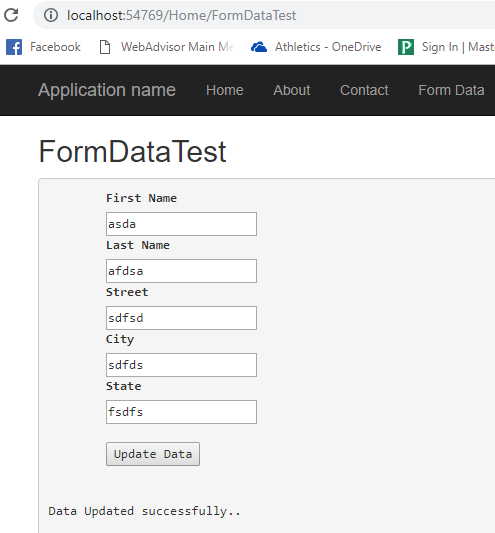 localhost:54769/Home/FormDataTest
Facebook WebAdvisor Main Me Athletics - OneDrive Sign In | Mast
Application name Home About Contact Form Data
FormDataTest
First Name
asda
Last Name
afdsa
Street
sdfsd
City
sdfds
State
fsdfs
Update Data
Data Updated successfully..